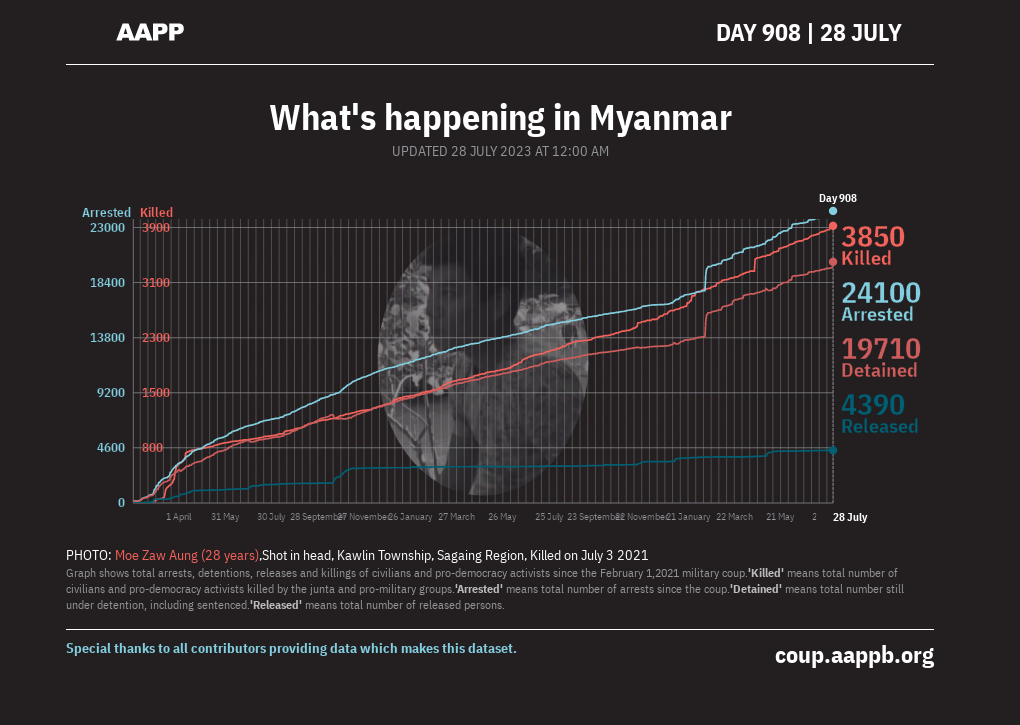 AAPP
DAY 908 | 28 JULY
What's happening in Myanmar
UPDATED 28 JULY 2023 AT 12:00 AM
Day 908
Arrested Killed
23000 3900
18400 3100
13800 2300
9200 1500
4600 800
0
3850
Killed
24100
Arrested
19710
Detained
4390
Released
1 April 31 May 30 July 28 September 27 November 26 January 27 March 26 May 25 July 23 September 22 November 21 January 22 March 21 May 2 28 July
PHOTO: Moe Zaw Aung (28 years),Shot in head, Kawlin Township, Sagaing Region, Killed on July 3 2021
Graph shows total arrests, detentions, releases and killings of civilians and pro-democracy activists since the February 1,2021 military coup.'Killed' means total number of
civilians and pro-democracy activists killed by the junta and pro-military groups.'Arrested' means total number of arrests since the coup.'Detained' means total number still
under detention, including sentenced.'Released' means total number of released persons.
Special thanks to all contributors providing data which makes this dataset.
coup.aappb.org